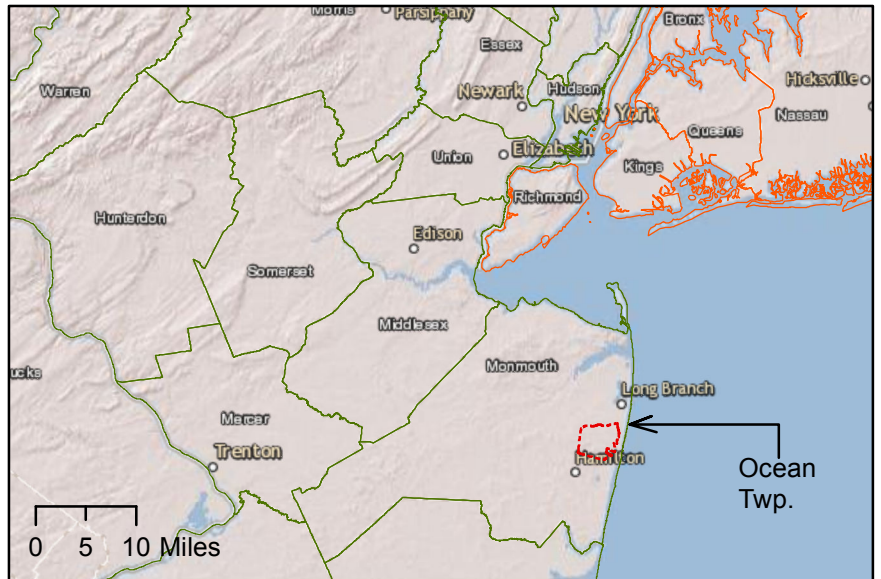 Morris
Parsippany
Bronx
Essex
Hicksville
Warren
Newark
Hudson
New York
Nassau
Queens
Elizabeth
Union
Kings
Richmond
Hunterdon
Edison
Somerset
Middlesex
ucks
Monmouth
Long Branch
Mercer
Trenton
Hamilton
Ocean
Twp.
0 5 10 Miles